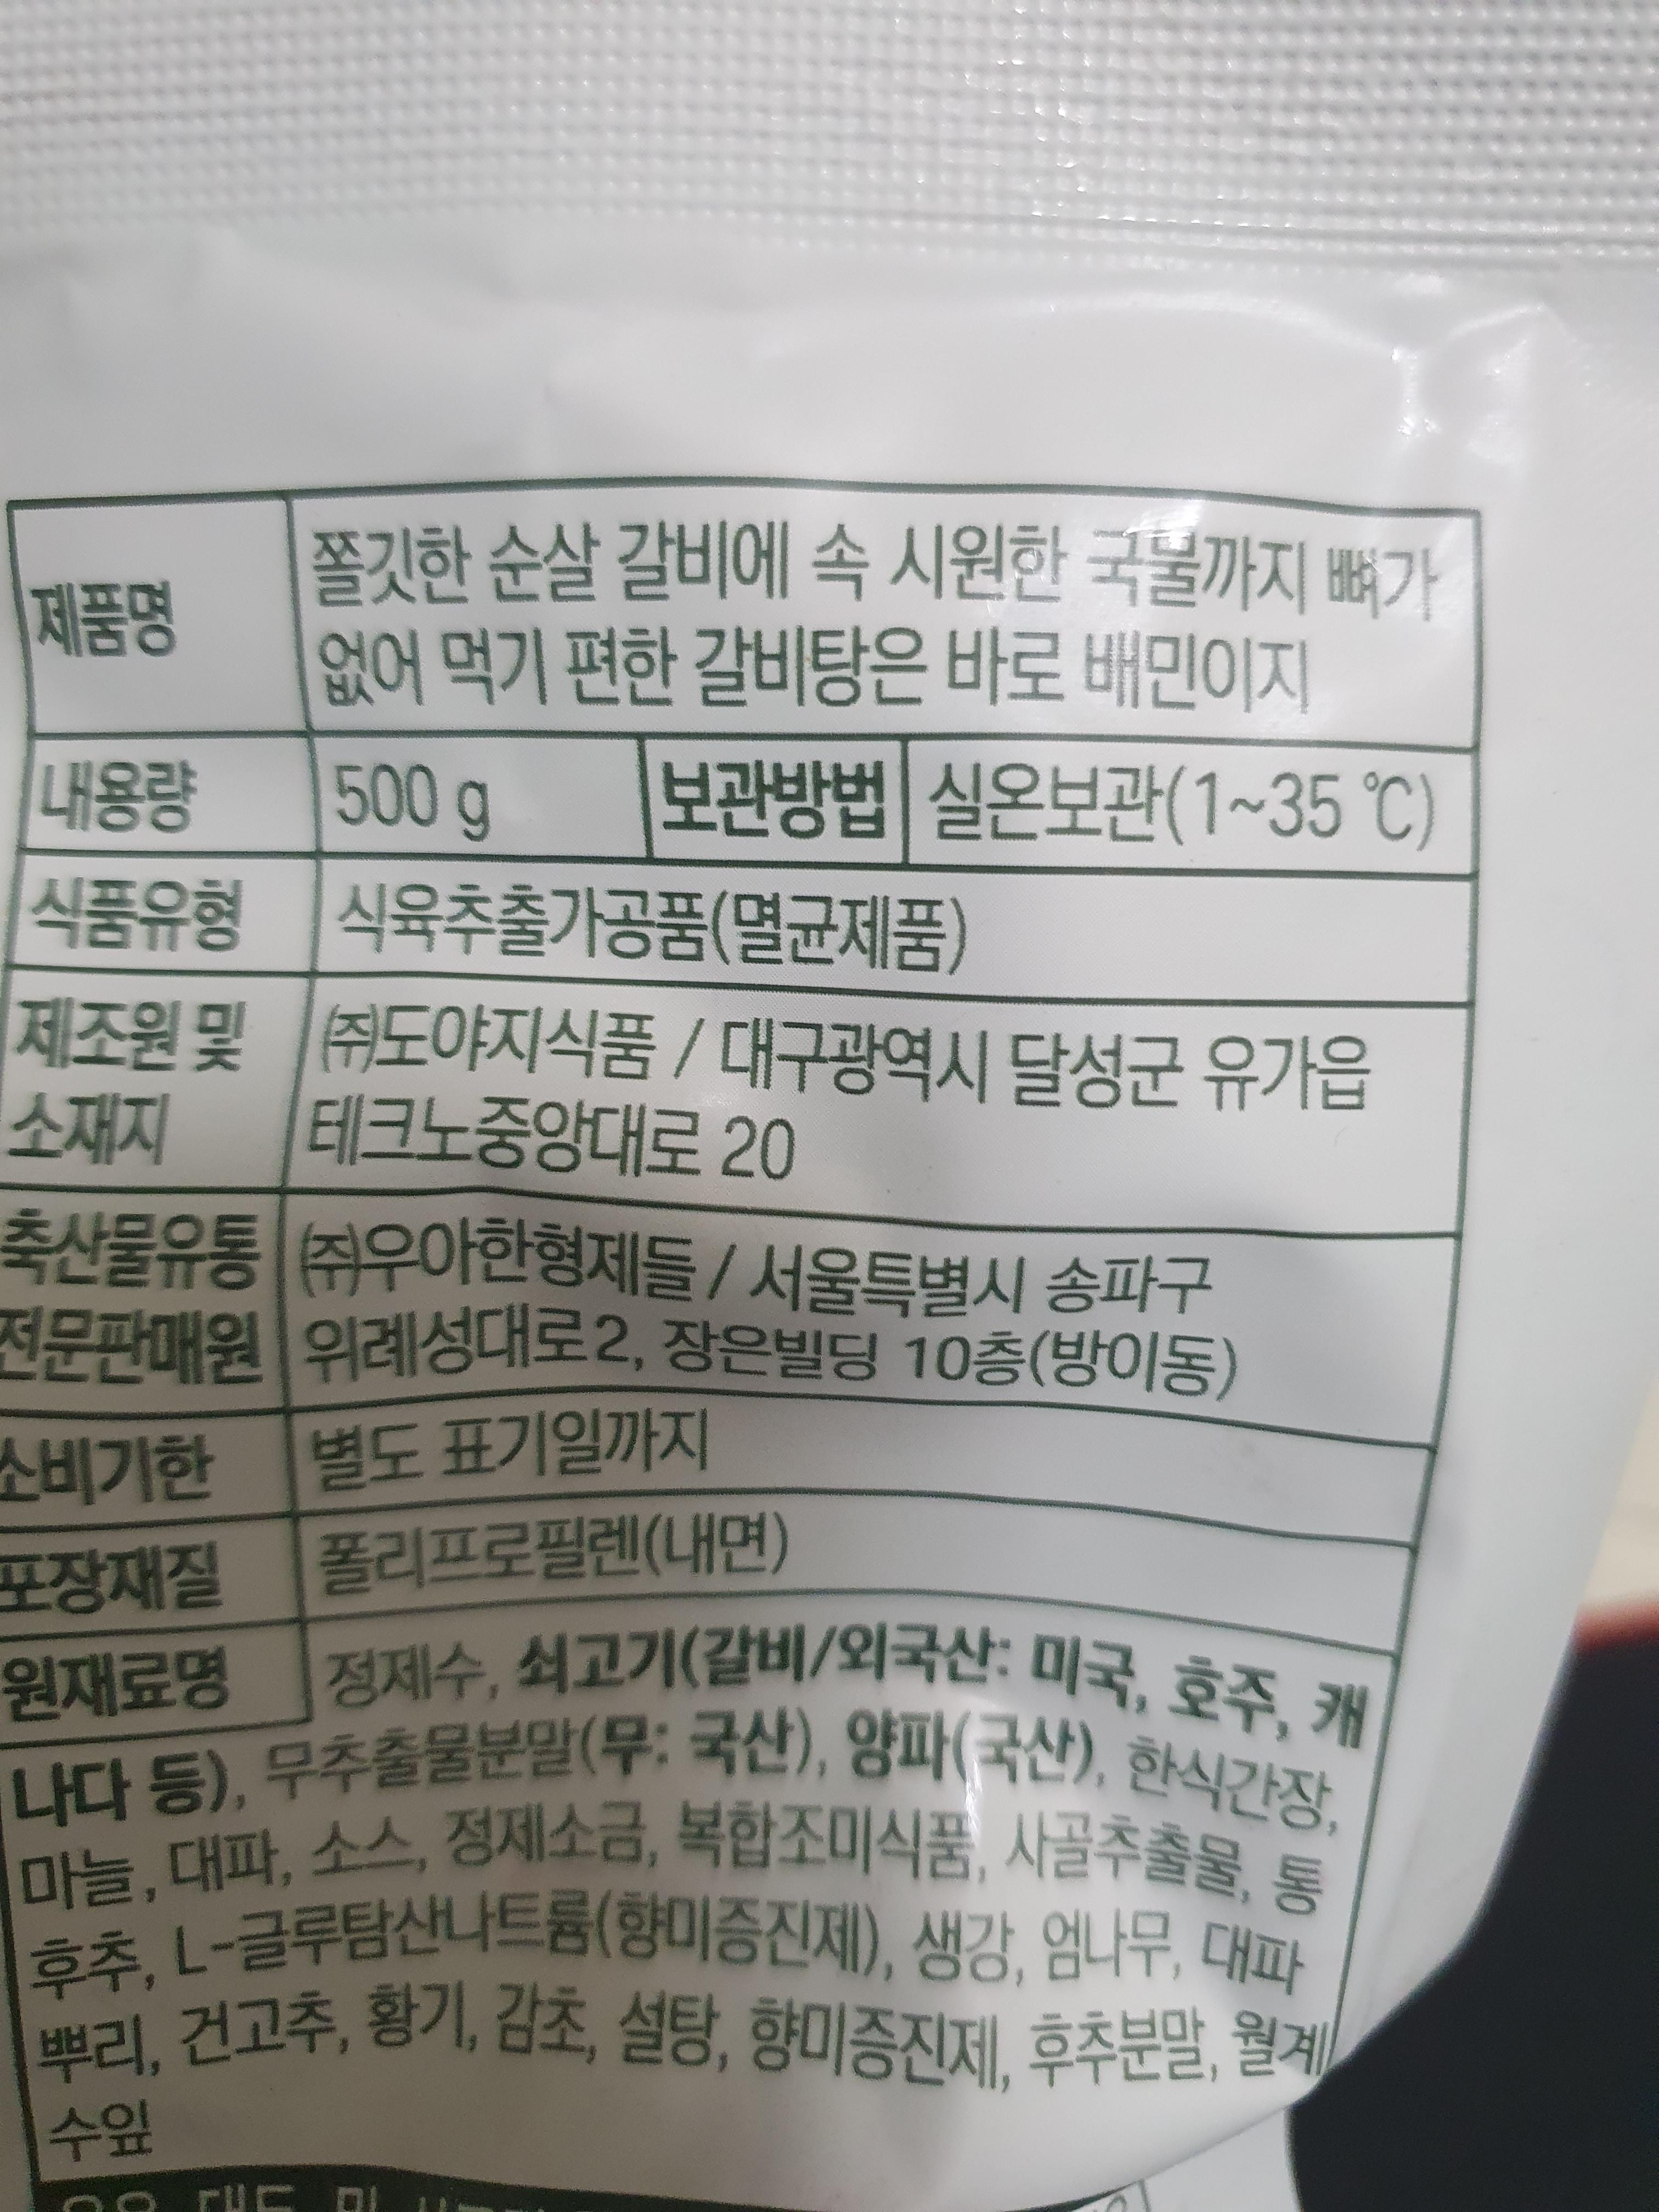 제품명
쫄깃한 순살 갈비에 속 시원한 국물까지 뼈가
없어 먹기 편한 갈비탕은 바로 배민이지
내용량 500 g 보관방법 실온보관(1~35 ℃)
식품유형 식육추출가공품(멸균제품)
제조원 및 ㈜도야지식품 / 대구광역시 달성군 유가읍
소재지 테크노중앙대로 20
축산물유통 ㈜우아한형제들 / 서울특별시 송파구
전문판매원 위례성대로2, 장은빌딩 10층(방이동)
소비기한 별도 표기일까지
포장재질 폴리프로필렌(내면)
원재료명 정제수, 쇠고기(갈비/외국산: 미국, 호주, 캐
나다 등), 무추출물분말(무: 국산), 양파(국산), 한식간장,
마늘, 대파, 소스, 정제소금, 복합조미식품, 사골추출물, 통
후추, L-글루탐산나트륨(향미증진제), 생강, 엄나무, 대파
뿌리, 건고추, 황기, 감초, 설탕, 향미증진제, 후추분말, 월계
수잎